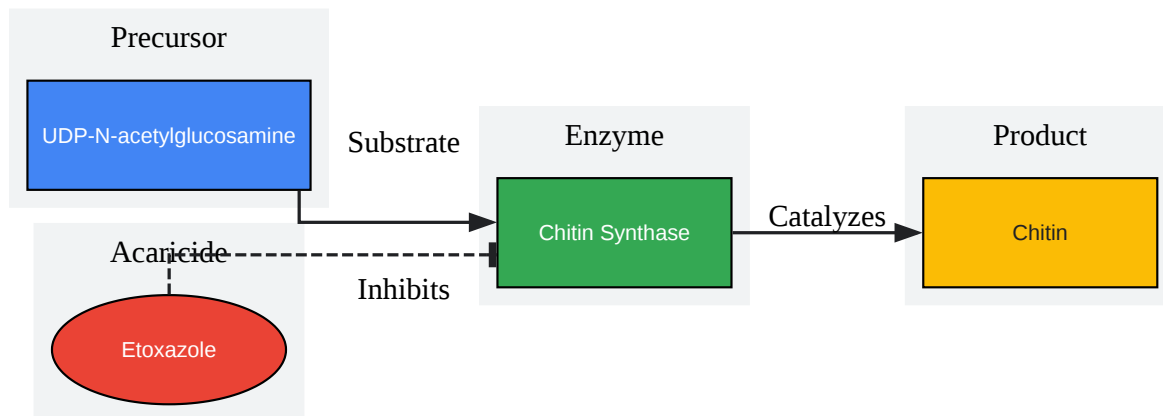 Precursor
UDP-N-acetylglucosamine
Substrate
Enzyme
Product
Chitin Synthase
Catalyzes
Chitin
Acaricide
Inhibits
Etoxazole